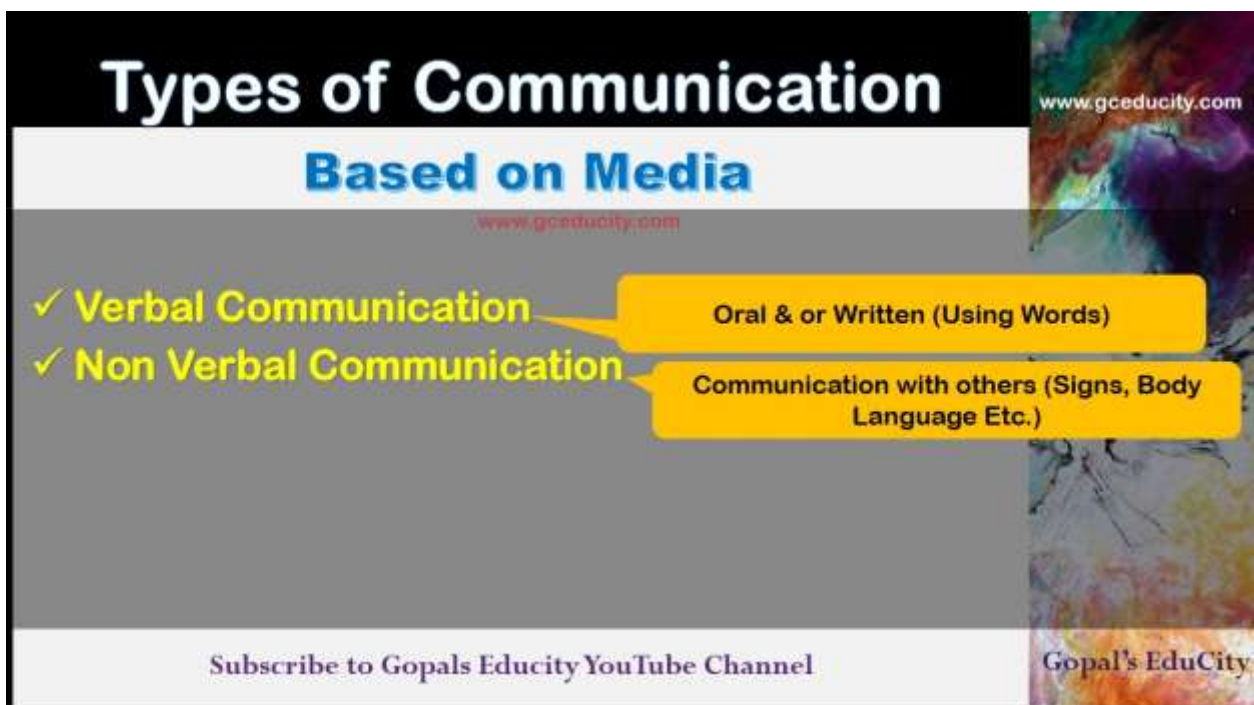 Types of Communication
www.gceducity.com
Based on Media
www.gceducity.com
✓ Verbal Communication
Oral & or Written (Using Words)
✓ Non Verbal Communication
Communication with others (Signs, Body
Language Etc.)
Subscribe to Gopals Educity YouTube Channel
Gopal's EduCity